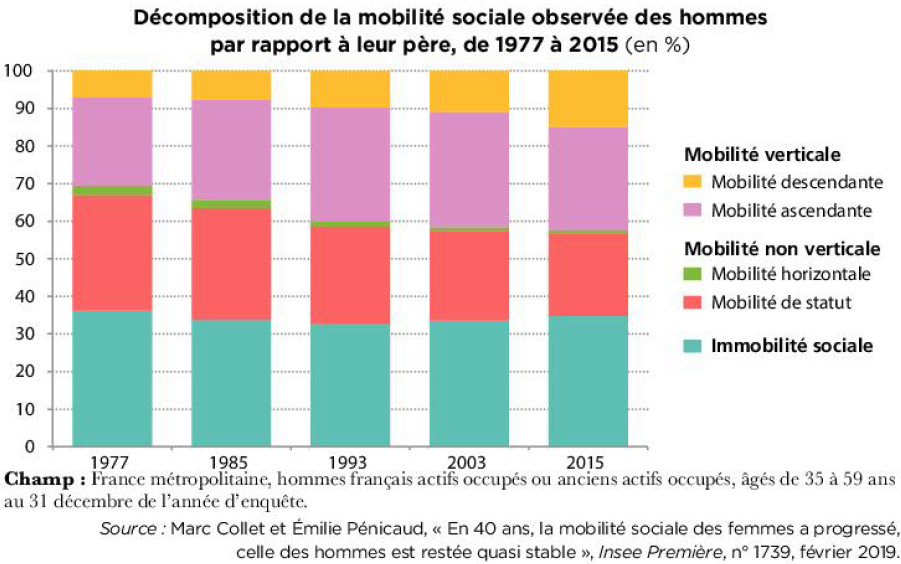 Décomposition de la mobilité sociale observée des hommes
par rapport à leur père, de 1977 à 2015 (en %)
100
90
80
70
60
50
40
30
20
10
0
1977 1985 1993 2003 2015
Mobilité verticale
Mobilité descendante
Mobilité ascendante
Mobilité non verticale
Mobilité horizontale
Mobilité de statut
Immobilité sociale
Champ : France métropolitaine, hommes français actifs occupés ou anciens actifs occupés, âgés de 35 à 59 ans
au 31 décembre de l’année d’enquête.
Source : Marc Collet et Émilie Pénicaud, « En 40 ans, la mobilité sociale des femmes a progressé,
celle des hommes est restée quasi stable », Insee Première, n° 1739, février 2019.